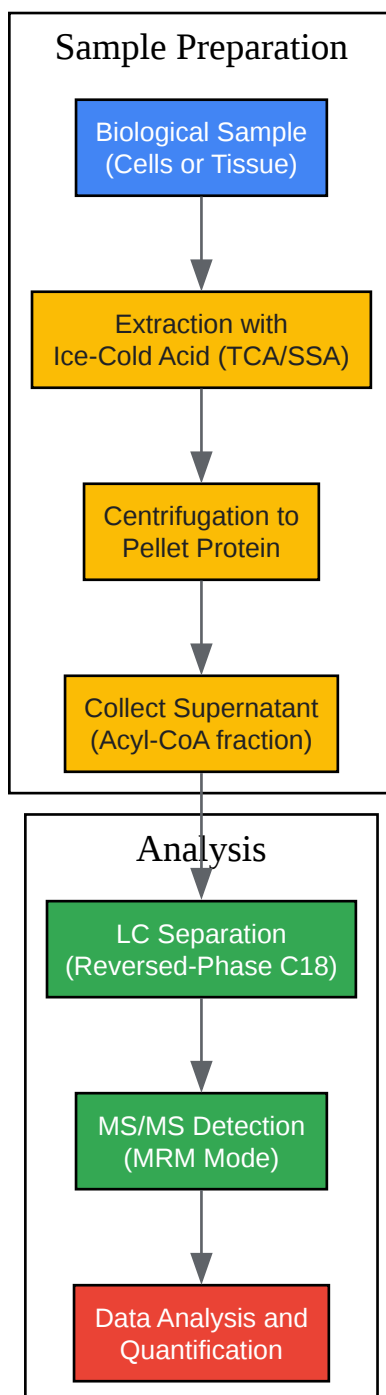 Sample Preparation
Biological Sample
(Cells or Tissue)
Extraction with
Ice-Cold Acid (TCA/SSA)
Centrifugation to
Pellet Protein
Collect Supernatant
(Acyl-CoA fraction)
Analysis
LC Separation
(Reversed-Phase C18)
MS/MS Detection
(MRM Mode)
Data Analysis and
Quantification